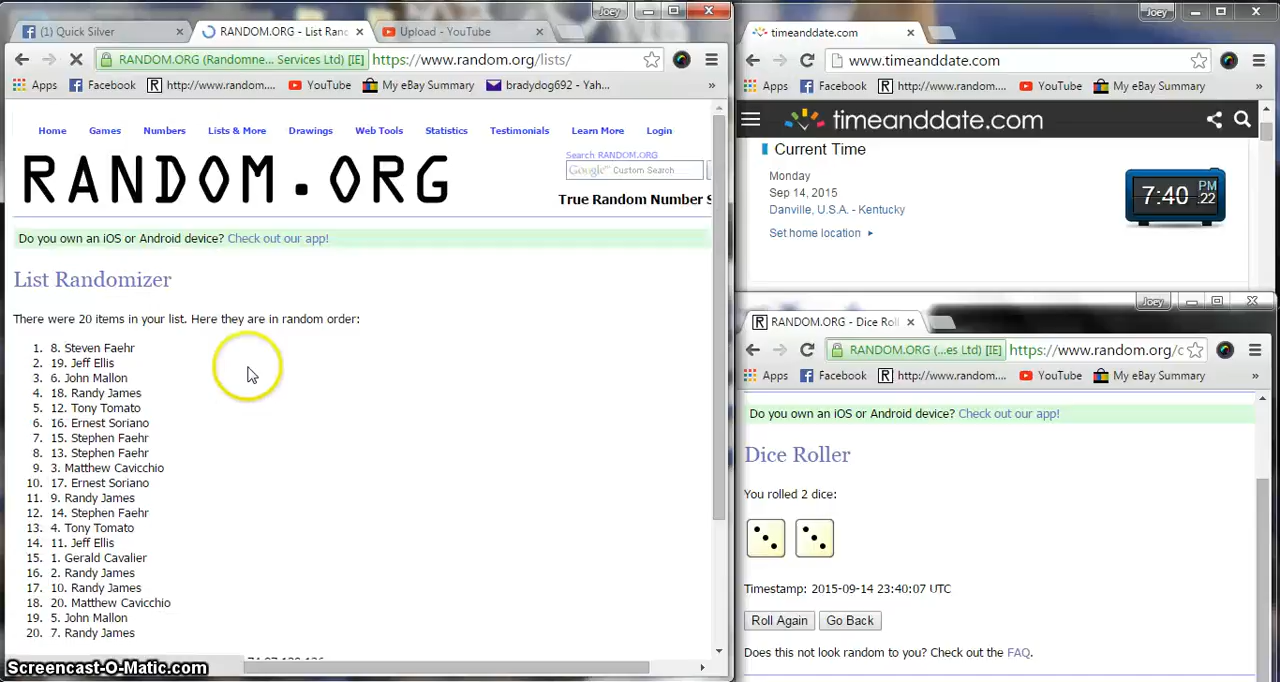 Joey
(1) Quick Silver
RANDOM.ORG - List Ran
Upload - YouTube
RANDOM.ORG (Randomne... Services Ltd) [IE]
https://www.random.org/lists/
Apps
Facebook
http://www.random....
YouTube
My eBay Summary
bradydog692 - Yah...
»
Home
Games
Numbers
Lists & More
Drawings
Web Tools
Statistics
Testimonials
Learn More
Login
Search RANDOM.ORG
Google™ Custom Search
RANDOM.ORG
True Random Number S
Do you own an iOS or Android device? Check out our app!
List Randomizer
There were 20 items in your list. Here they are in random order:
1. 8. Steven Faehr
2. 19. Jeff Ellis
3. 6. John Mallon
4. 18. Randy James
5. 12. Tony Tomato
6. 16. Ernest Soriano
7. 15. Stephen Faehr
8. 13. Stephen Faehr
9. 3. Matthew Cavicchio
10. 17. Ernest Soriano
11. 9. Randy James
12. 14. Stephen Faehr
13. 4. Tony Tomato
14. 11. Jeff Ellis
15. 1. Gerald Cavalier
16. 2. Randy James
17. 10. Randy James
18. 20. Matthew Cavicchio
19. 5. John Mallon
20. 7. Randy James
Screencast-O-Matic.com
Joey
timeanddate.com
www.timeanddate.com
Apps
Facebook
http://www.random....
YouTube
My eBay Summary
»
timeanddate.com
Current Time
Monday
Sep 14, 2015
Danville, U.S.A. - Kentucky
Set home location
7:40 PM .22
Joey
RANDOM.ORG - Dice Roll
RANDOM.ORG (...es Ltd) [IE]
https://www.random.org/c
Apps
Facebook
http://www.random....
YouTube
My eBay Summary
»
Do you own an iOS or Android device? Check out our app!
Dice Roller
You rolled 2 dice:
Timestamp: 2015-09-14 23:40:07 UTC
Roll Again
Go Back
Does this not look random to you? Check out the FAQ.